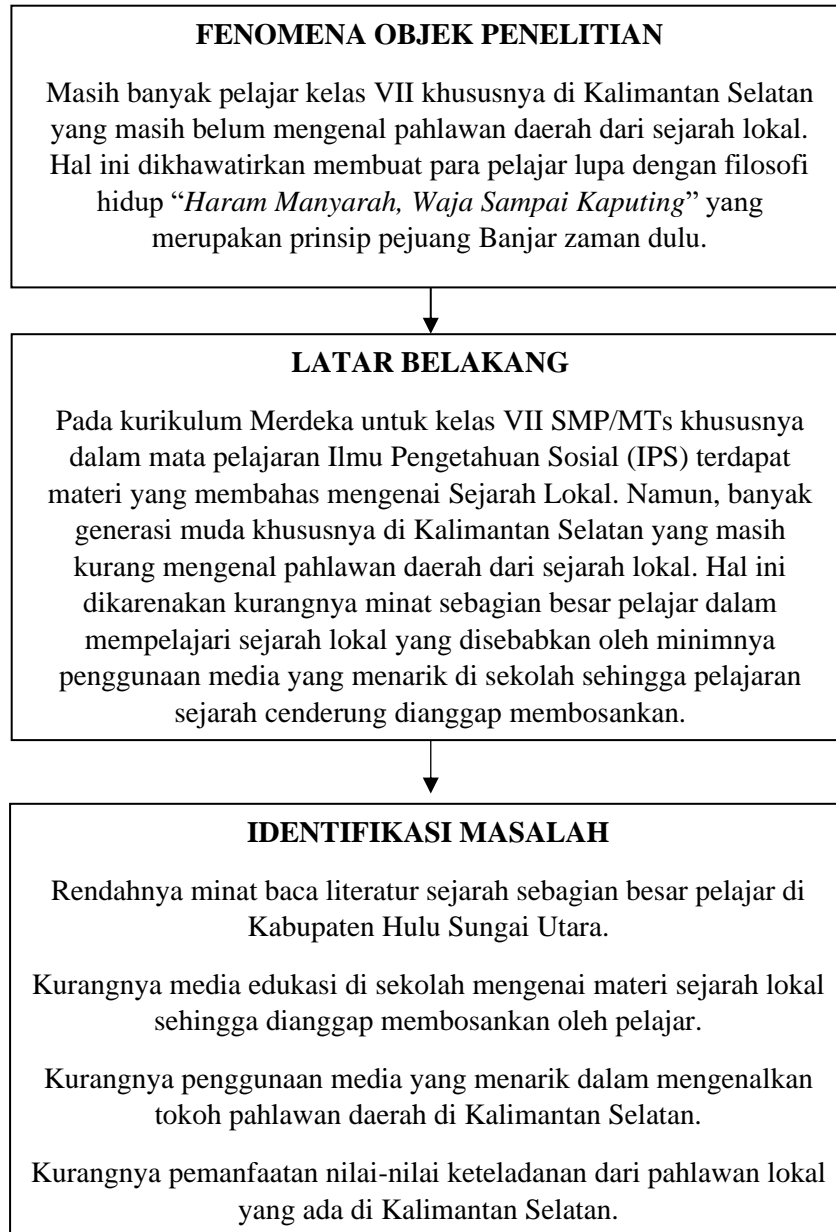 FENOMENA OBJEK PENELITIAN
Masih banyak pelajar kelas VII khususnya di Kalimantan Selatan
yang masih belum mengenal pahlawan daerah dari sejarah lokal.
Hal ini dikhawatirkan membuat para pelajar lupa dengan filosofi
hidup “Haram Manyarah, Waja Sampai Kaputing” yang
merupakan prinsip pejuang Banjar zaman dulu.
LATAR BELAKANG
Pada kurikulum Merdeka untuk kelas VII SMP/MTs khususnya
dalam mata pelajaran Ilmu Pengetahuan Sosial (IPS) terdapat
materi yang membahas mengenai Sejarah Lokal. Namun, banyak
generasi muda khususnya di Kalimantan Selatan yang masih
kurang mengenal pahlawan daerah dari sejarah lokal. Hal ini
dikarenakan kurangnya minat sebagian besar pelajar dalam
mempelajari sejarah lokal yang disebabkan oleh minimnya
penggunaan media yang menarik di sekolah sehingga pelajaran
sejarah cenderung dianggap membosankan.
IDENTIFIKASI MASALAH
Rendahnya minat baca literatur sejarah sebagian besar pelajar di
Kabupaten Hulu Sungai Utara.
Kurangnya media edukasi di sekolah mengenai materi sejarah lokal
sehingga dianggap membosankan oleh pelajar.
Kurangnya penggunaan media yang menarik dalam mengenalkan
tokoh pahlawan daerah di Kalimantan Selatan.
Kurangnya pemanfaatan nilai-nilai keteladanan dari pahlawan lokal
yang ada di Kalimantan Selatan.